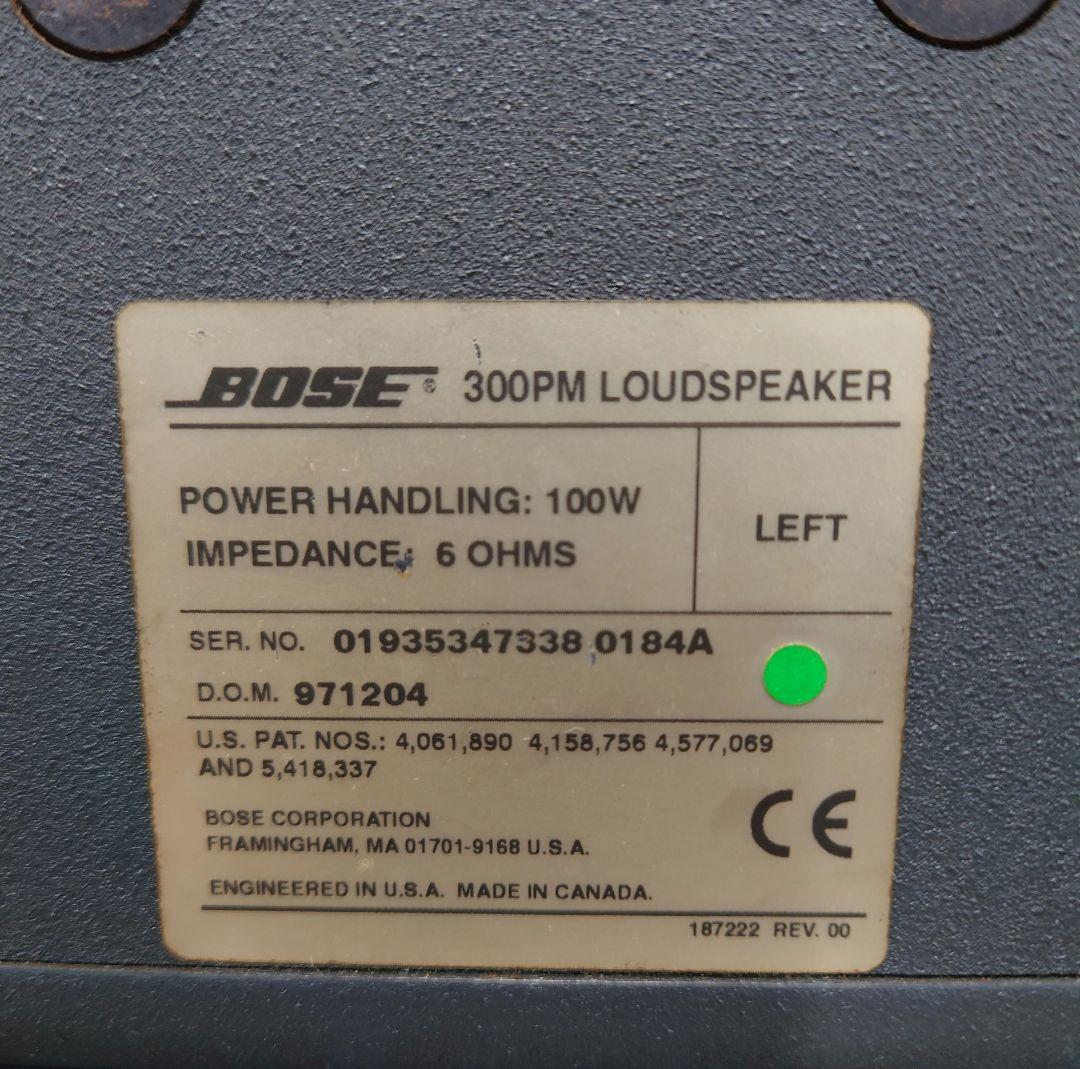 BOSE® 300PM LOUDSPEAKER
POWER HANDLING: 100W
IMPEDANCE: 6 OHMS
LEFT
SER. NO. 01935347338 0184A
D.O.M. 971204
U.S. PAT. NOS.: 4,061,890 4,158,756 4,577,069
AND 5,418,337
BOSE CORPORATION
FRAMINGHAM, MA 01701-9168 U.S.A.
CE
ENGINEERED IN U.S.A. MADE IN CANADA.
187222 REV. 00